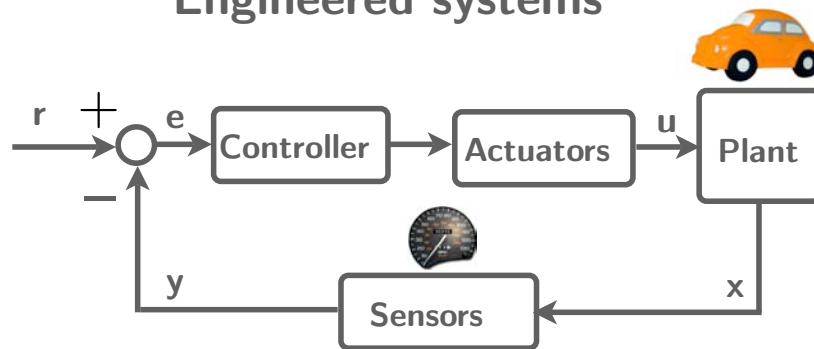 Engineered systems
r
+
e
Controller
Actuators
u
Plant
−
y
Sensors
x